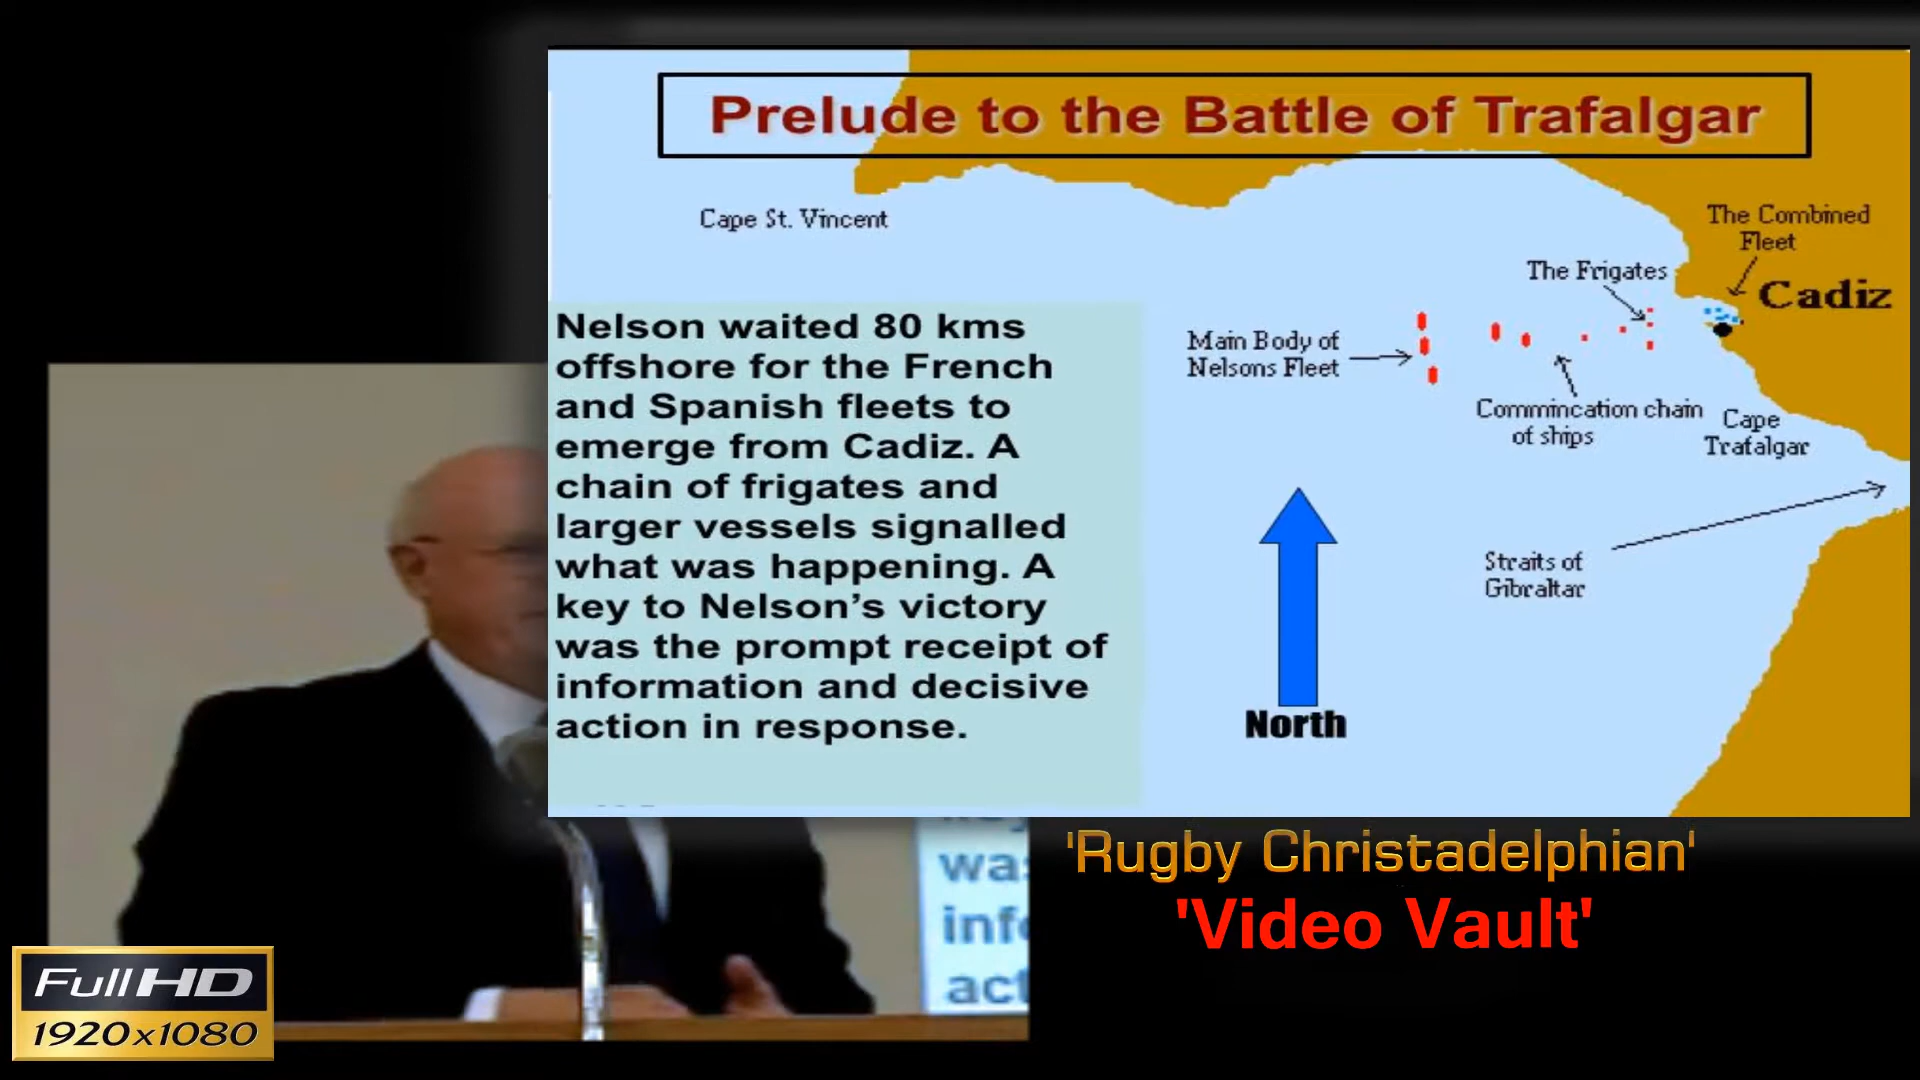 Prelude to the Battle of Trafalgar
Cape St. Vincent
The Combined
Fleet
The Frigates
Cadiz
Main Body of
Nelsons Fleet
Commincation chain
of ships
Cape
Trafalgar
Straits of
Gibraltar
North
Nelson waited 80 kms
offshore for the French
and Spanish fleets to
emerge from Cadiz. A
chain of frigates and
larger vessels signalled
what was happening. A
key to Nelson’s victory
was the prompt receipt of
information and decisive
action in response.
was
info
act
'Rugby Christadelphian'
'Video Vault'
Full HD
1920x1080